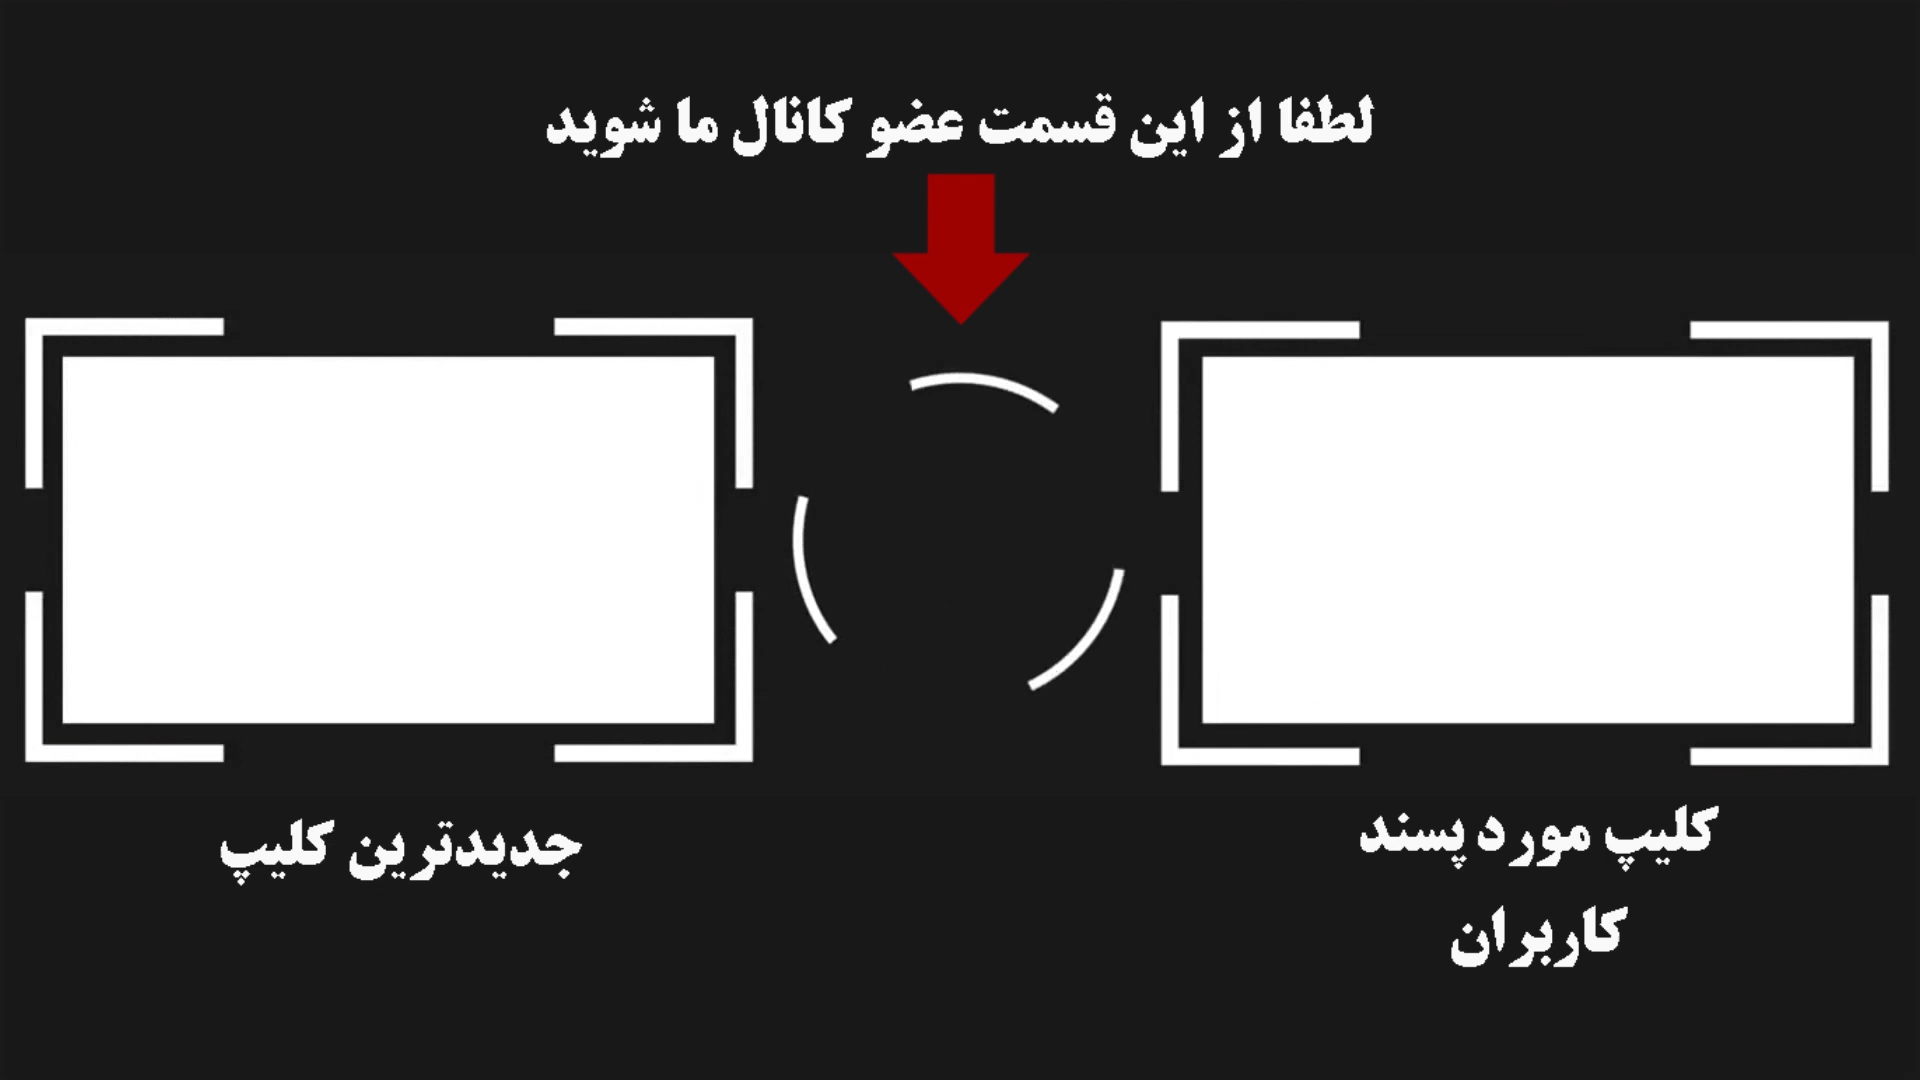 لطفا از این قسمت عضو کانال ما شوید
کلیپ مورد پسند
کاربران
جدیدترین کلیپ